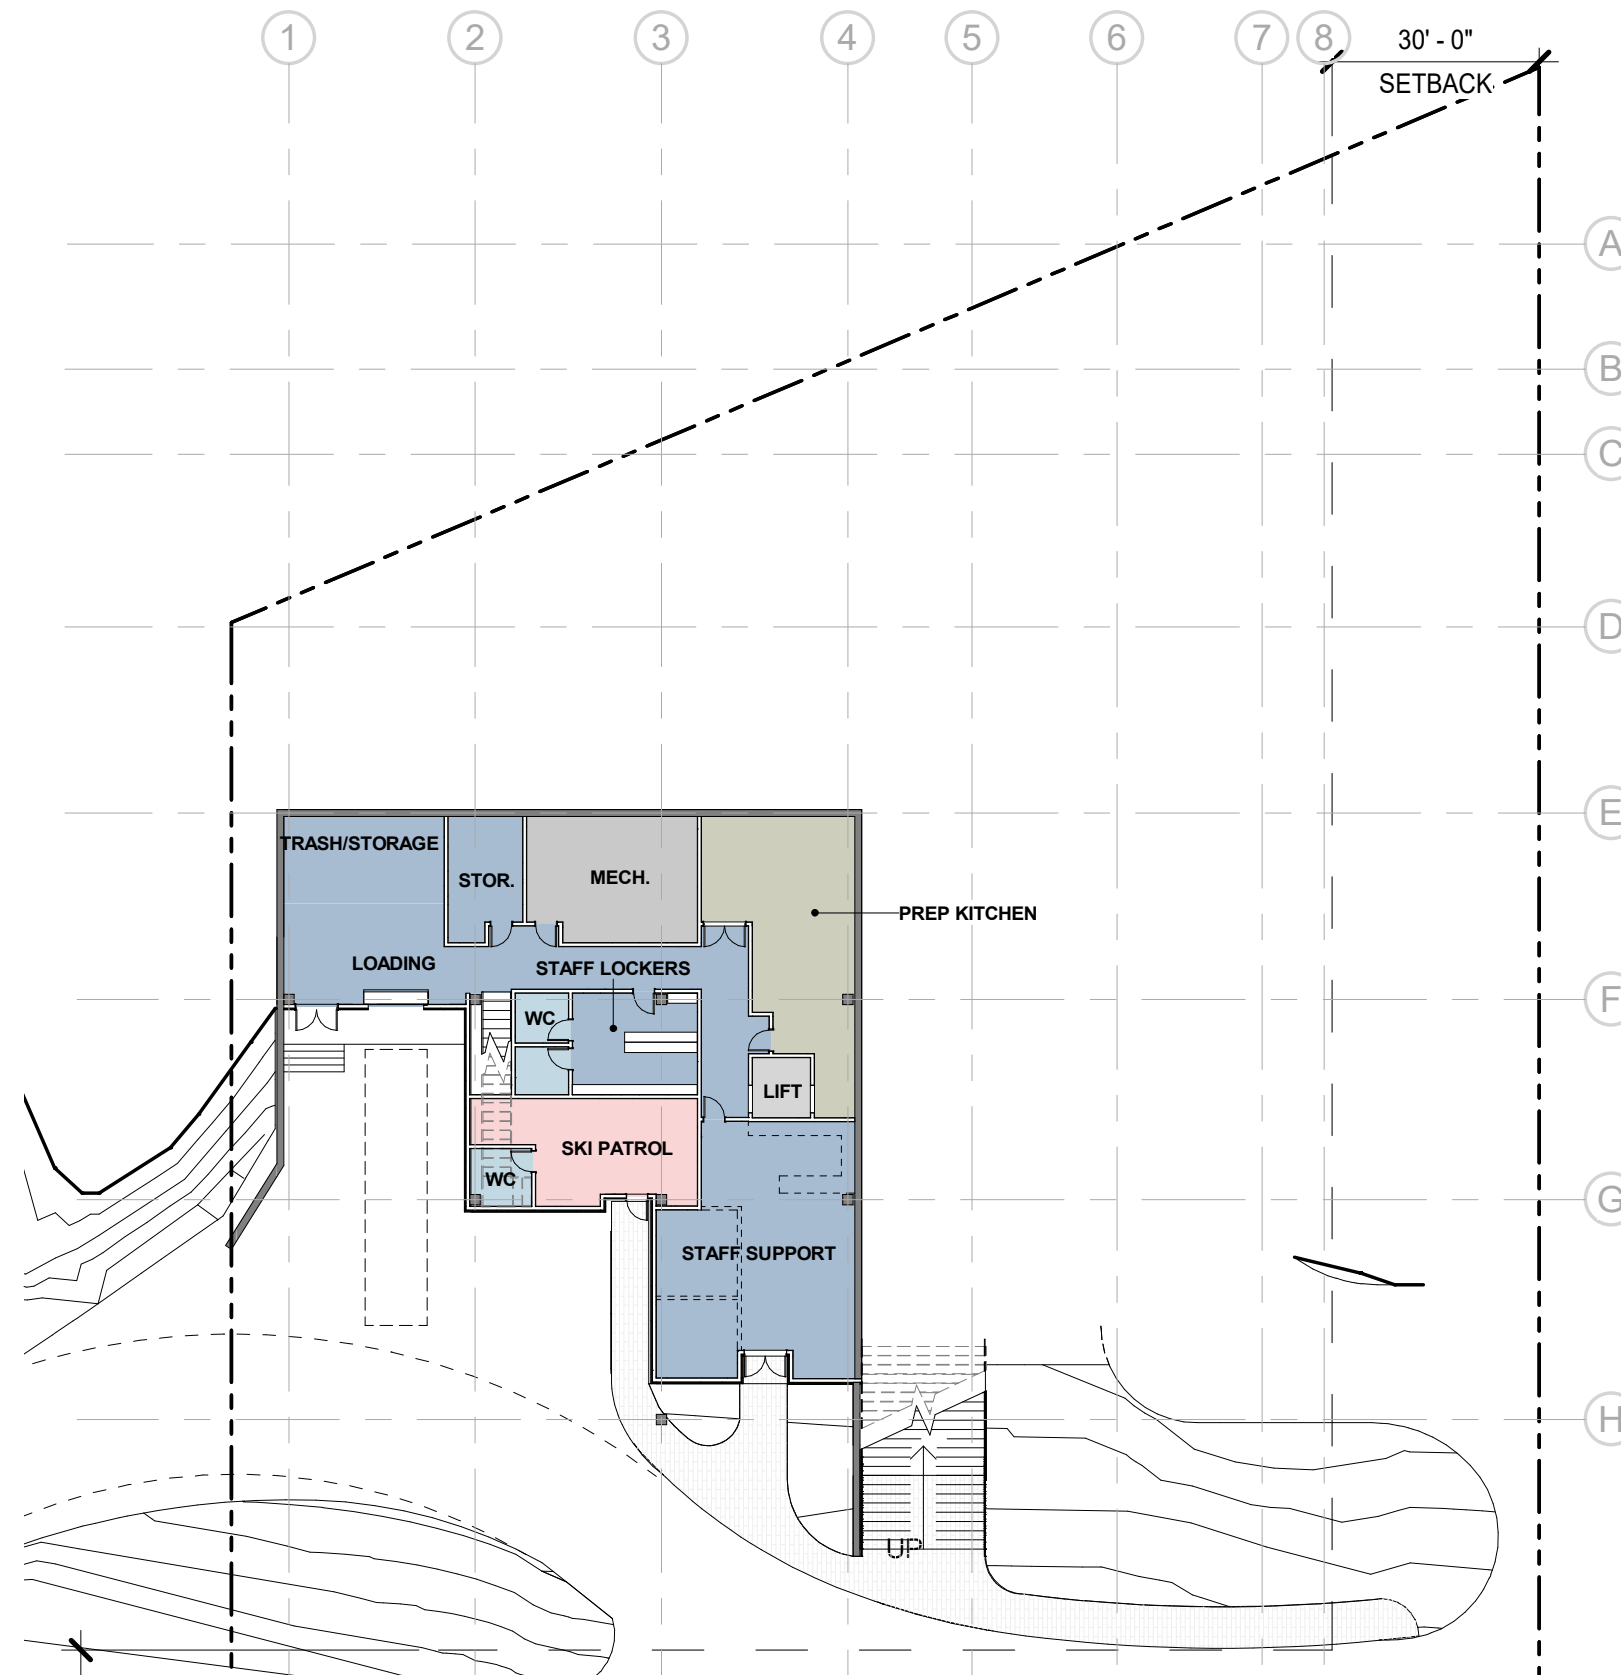 1 2 3 4 5 6 7 8 30' - 0"
SETBACK
A
B
C
D
E
TRASH/STORAGE
STOR.
MECH.
PREP KITCHEN
LOADING
STAFF LOCKERS
F
WC
LIFT
SKI PATROL
WC
G
STAFF SUPPORT
H
UP